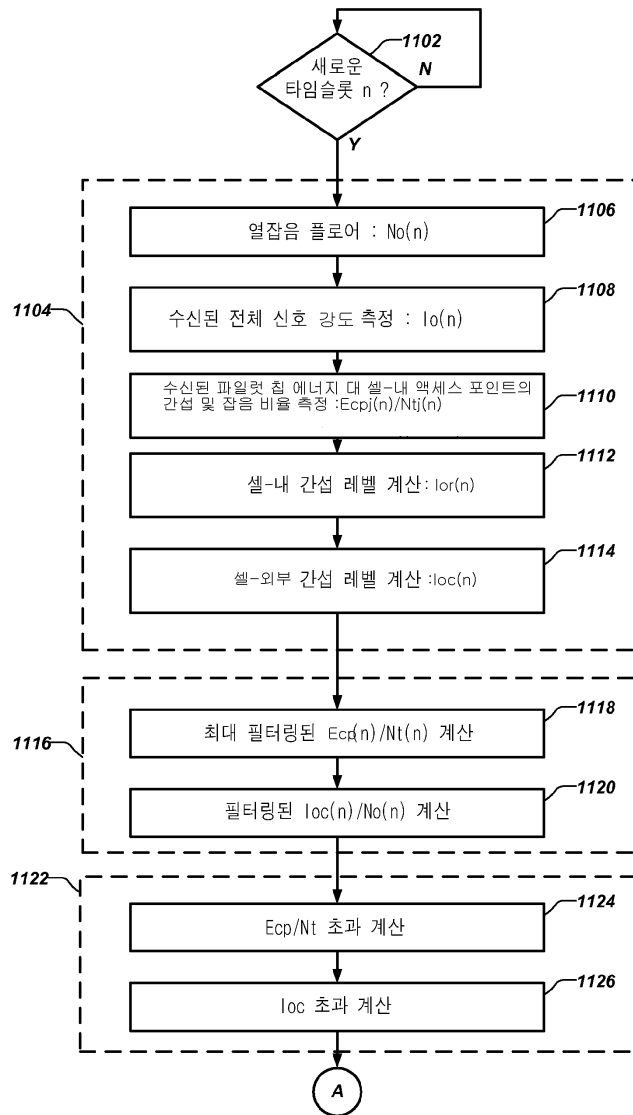 1102
새로운
타임슬롯 n ?
N
Y
1104
열잡음 플로어 : No(n)
1106
수신된 전체 신호 강도 측정 : Io(n)
1108
수신된 파일럿 칩 에너지 대 셀-내 액세스 포인트의
간섭 및 잡음 비율 측정 :Ecpj(n)/Ntj(n)
1110
셀-내 간섭 레벨 계산: Ior(n)
1112
셀-외부 간섭 레벨 계산 :Ioc(n)
1114
1116
최대 필터링된 Ecp(n)/Nt(n) 계산
1118
필터링된 Ioc(n)/No(n) 계산
1120
1122
Ecp/Nt 초과 계산
1124
Ioc 초과 계산
1126
A